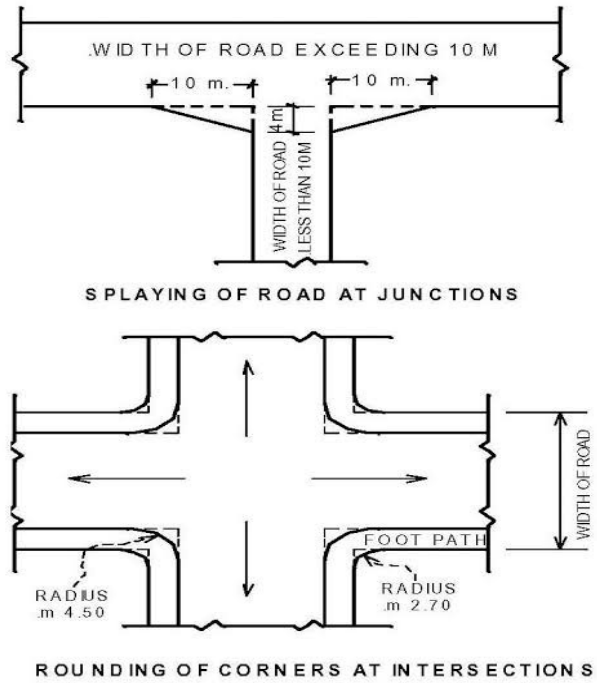 .WIDTH OF ROAD EXCEEDING 10 M
10 m.
10 m.
4m
WIDTH OF ROAD
.LESS THAN 10M
SPLAYING OF ROAD AT JUNCTIONS
WIDTH OF ROAD
FOOT PATH
RADIUS
.m 4.50
RADIUS
.m 2.70
ROUNDING OF CORNERS AT INTERSECTIONS